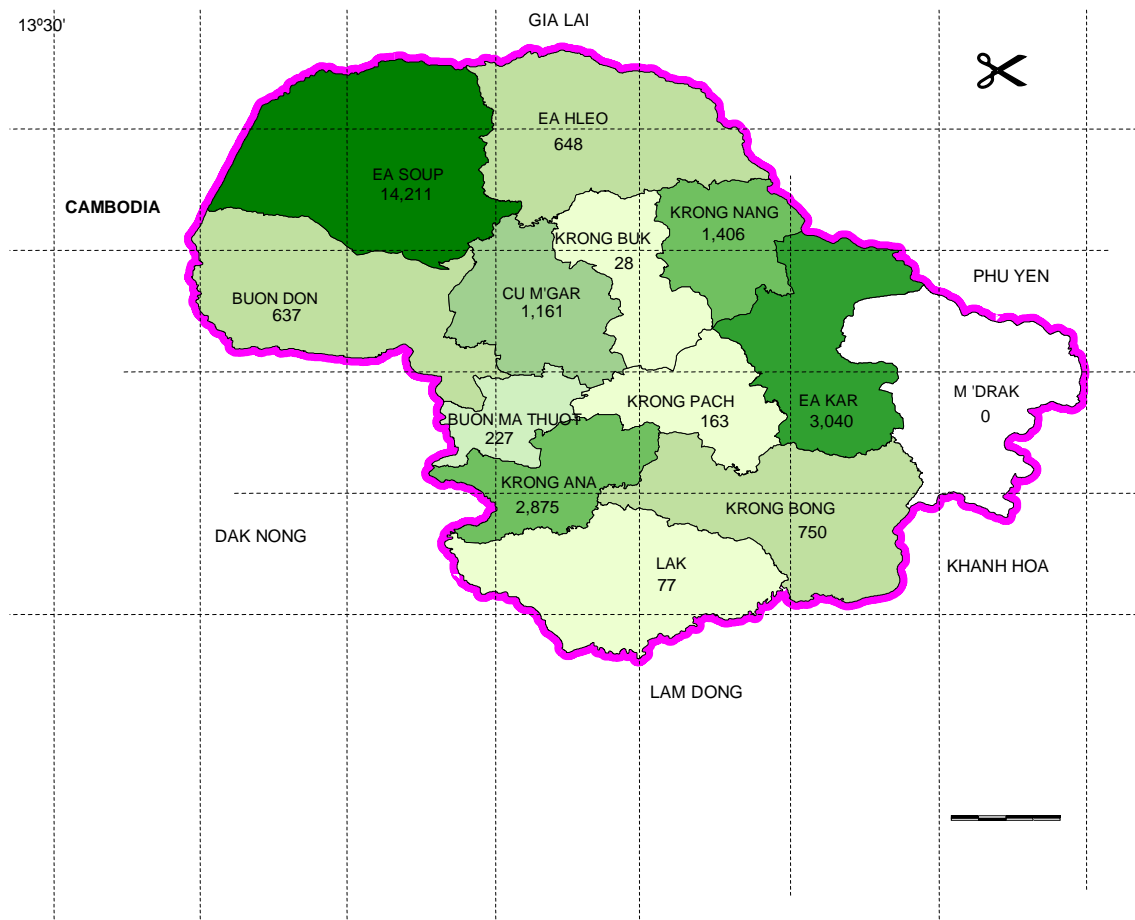 13º30'
GIA LAI
EA HLEO
648
EA SOUP
14,211
CAMBODIA
KRONG NANG
1,406
KRONG BUK
28
PHU YEN
BUON DON
637
CU M'GAR
1,161
M 'DRAK
0
KRONG PACH
163
EA KAR
3,040
BUON MA THUOT
227
KRONG ANA
2,875
KRONG BONG
750
DAK NONG
LAK
77
KHANH HOA
LAM DONG